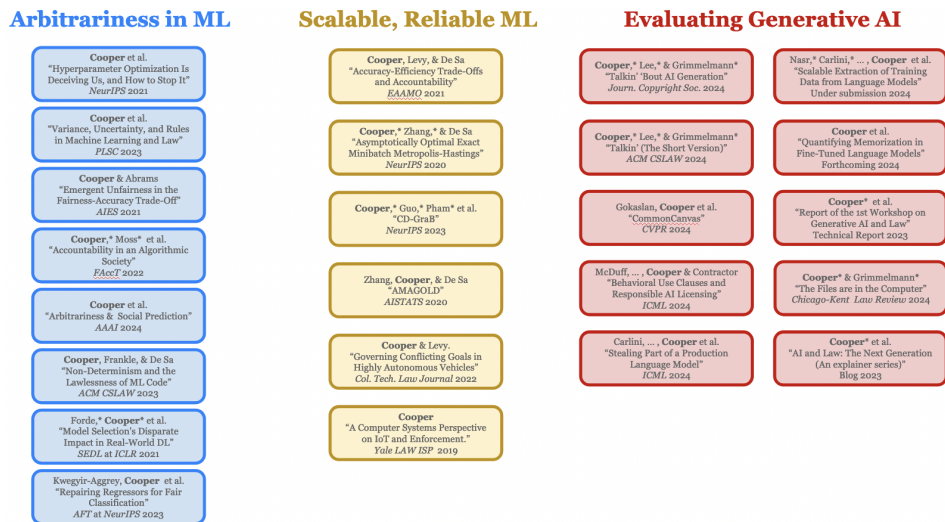 Arbitrariness in ML
Cooper et al.
“Hyperparameter Optimization Is
Deceiving Us, and How to Stop It”
NeurIPS 2021
Cooper et al.
“Variance, Uncertainty, and Rules
in Machine Learning and Law”
PLSC 2023
Cooper & Abrams
“Emergent Unfairness in the
Fairness-Accuracy Trade-Off”
AIES 2021
Cooper,* Moss* et al.
“Accountability in an Algorithmic
Society”
FAccT 2022
Cooper et al.
“Arbitrariness & Social Prediction”
AAAI 2024
Cooper, Frankle, & De Sa
“Non-Determinism and the
Lawlessness of ML Code”
ACM CSLAW 2023
Forde,* Cooper* et al.
“Model Selection’s Disparate
Impact in Real-World DL”
SEDL at ICLR 2021
Kwegyir-Aggrey, Cooper et al.
“Repairing Regressors for Fair
Classification”
AFT at NeurIPS 2023
Scalable, Reliable ML
Cooper, Levy, & De Sa
“Accuracy-Efficiency Trade-Offs
and Accountability”
EAAMO 2021
Cooper,* Zhang,* & De Sa
“Asymptotically Optimal Exact
Minibatch Metropolis-Hastings”
NeurIPS 2020
Cooper,* Guo,* Pham* et al.
“CD-GraB”
NeurIPS 2023
Zhang, Cooper, & De Sa
“AMAGOLD”
AISTATS 2020
Cooper & Levy.
“Governing Conflicting Goals in
Highly Autonomous Vehicles”
Col. Tech. Law Journal 2022
Cooper
“A Computer Systems Perspective
on IoT and Enforcement.”
Yale LAW ISP 2019
Evaluating Generative AI
Cooper,* Lee,* & Grimmelmann*
“Talkin’ ‘Bout AI Generation”
Journ. Copyright Soc. 2024
Cooper,* Lee,* & Grimmelmann*
“Talkin’ (The Short Version)”
ACM CSLAW 2024
Gokaslan, Cooper et al.
“CommonCanvas”
CVPR 2024
McDuff, ... , Cooper & Contractor
“Behavioral Use Clauses and
Responsible AI Licensing”
ICML 2024
Carlini, ... , Cooper et al.
“Stealing Part of a Production
Language Model”
ICML 2024
Nasr,* Carlini,* ... , Cooper et al.
“Scalable Extraction of Training
Data from Language Models”
Under submission 2024
Cooper et al.
“Quantifying Memorization in
Fine-Tuned Language Models”
Forthcoming 2024
Cooper* et al.
“Report of the 1st Workshop on
Generative AI and Law”
Technical Report 2023
Cooper* & Grimmelmann*
“The Files are in the Computer”
Chicago-Kent Law Review 2024
Cooper* et al.
“AI and Law: The Next Generation
(An explainer series)”
Blog 2023